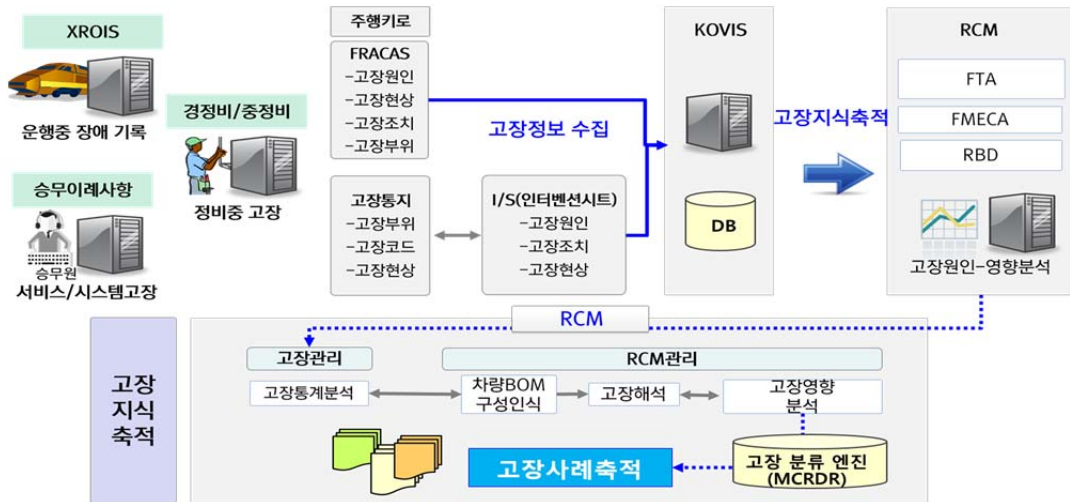 XROIS
운행중 장애 기록
승무이례사항
승무원
서비스/시스템고장
경정비/중정비
정비중 고장
주행키로
FRACAS
-고장원인
-고장현상
-고장조치
-고장부위
고장통지
-고장부위
-고장코드
-고장현상
I/S(인터벤션시트)
-고장원인
-고장조치
-고장현상
고장정보 수집
KOVIS
DB
고장지식축적
RCM
FTA
FMECA
RBD
고장원인-영향분석
고장
지식
축적
RCM
고장관리
RCM관리
고장통계분석
차량BOM
구성인식
고장해석
고장영향
분석
고장사례축적
고장 분류 엔진
(MCRDR)